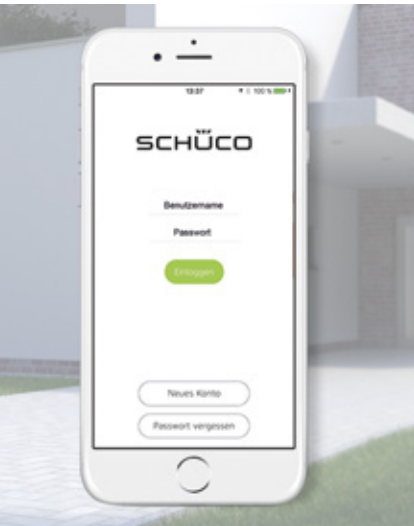 13:37 100 %
SCHÜCO
Benutzername
Passwort
Einloggen
Neues Konto
Passwort vergessen